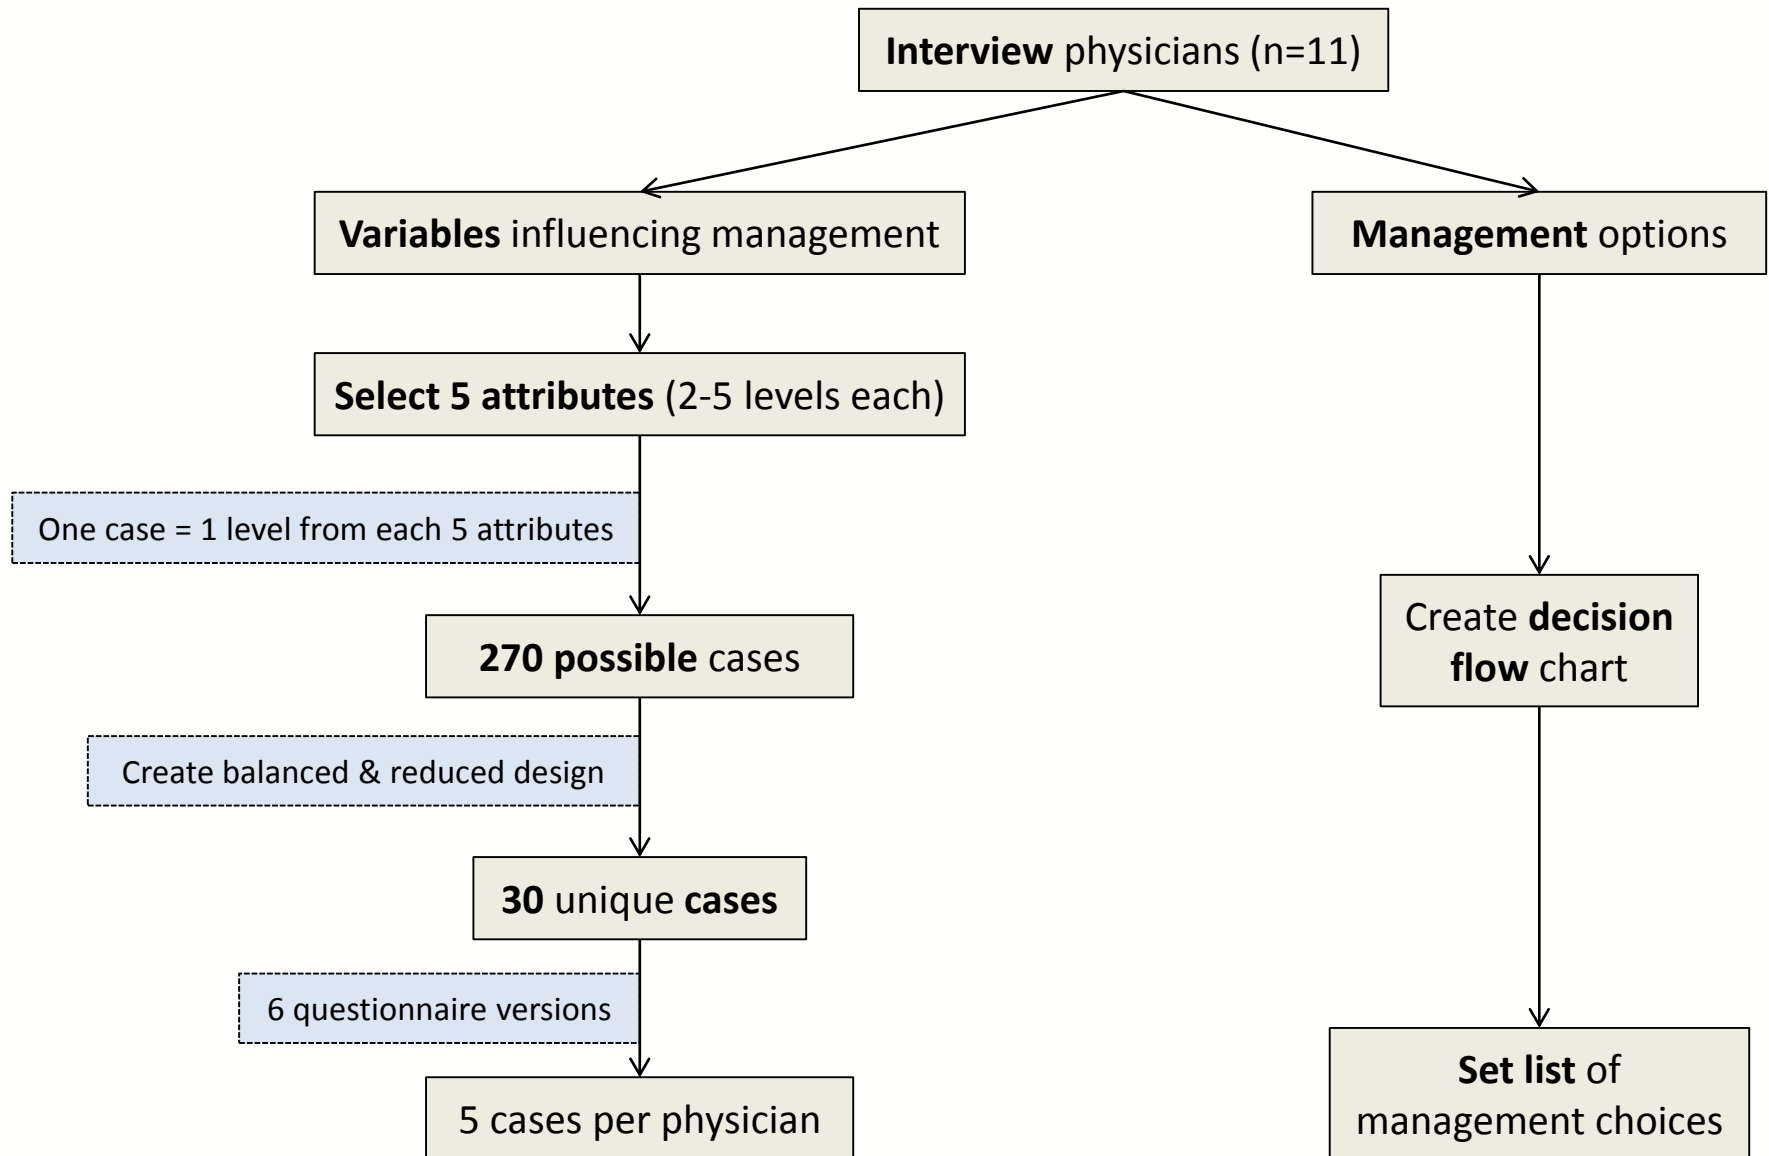 Interview physicians (n=11)
Variables influencing management
Management options
Select 5 attributes (2-5 levels each)
One case = 1 level from each 5 attributes
270 possible cases
Create decision
flow chart
Create balanced & reduced design
30 unique cases
6 questionnaire versions
5 cases per physician
Set list of
management choices